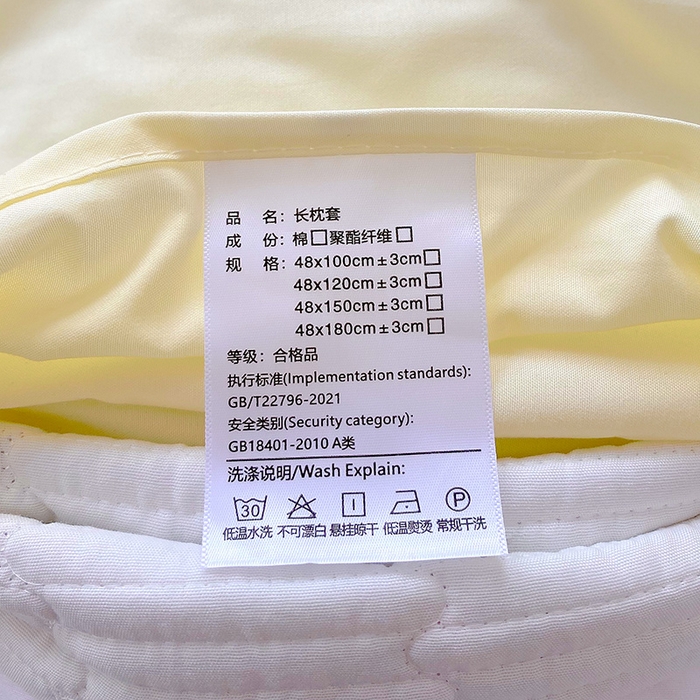 品 名：长枕套
成 份：棉□聚酯纤维□
规 格：48x100cm±3cm□
48x120cm±3cm□
48x150cm±3cm□
48x180cm±3cm□
等级：合格品
执行标准(Implementation standards):
GB/T22796-2021
安全类别(Security category):
GB18401-2010 A类
洗涤说明/Wash Explain:
30 P
低温水洗 不可漂白 悬挂晾干 低温熨烫 常规干洗